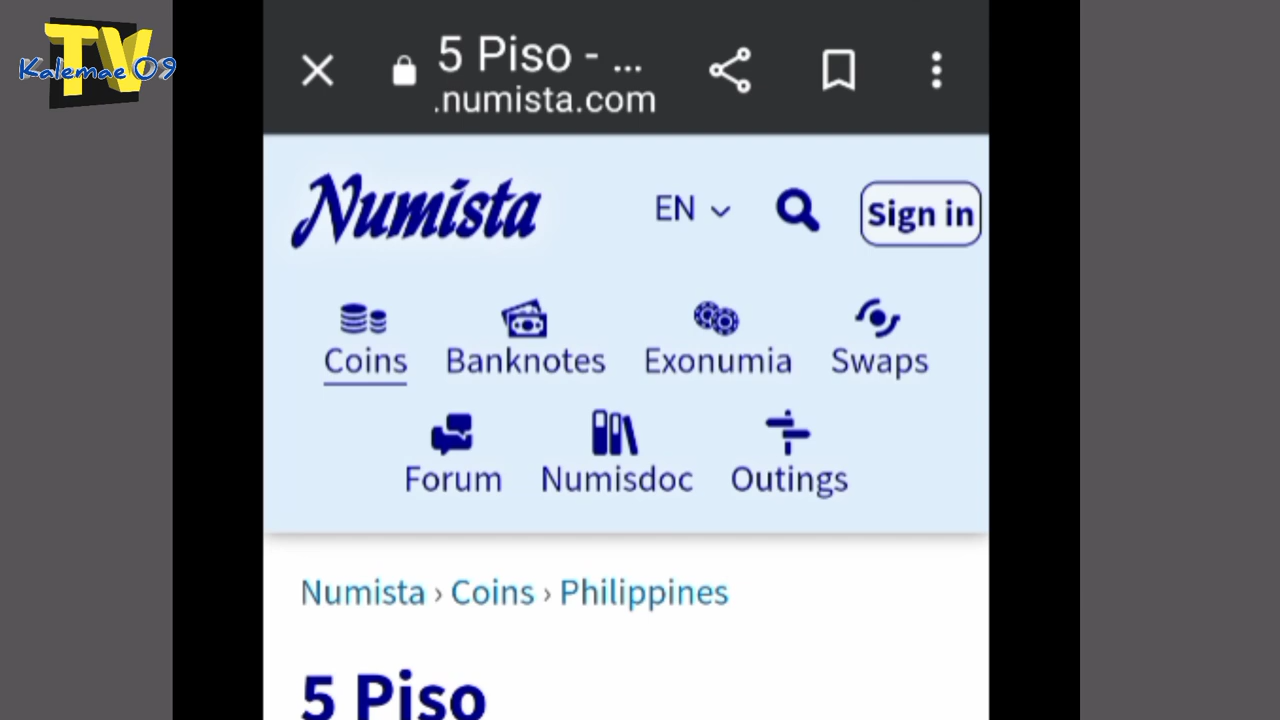 TV
Kalemae 09
5 Piso - ...
.numista.com
Numista
EN
Sign in
Coins
Banknotes
Exonumia
Swaps
Forum
Numisdoc
Outings
Numista › Coins › Philippines
5 Piso